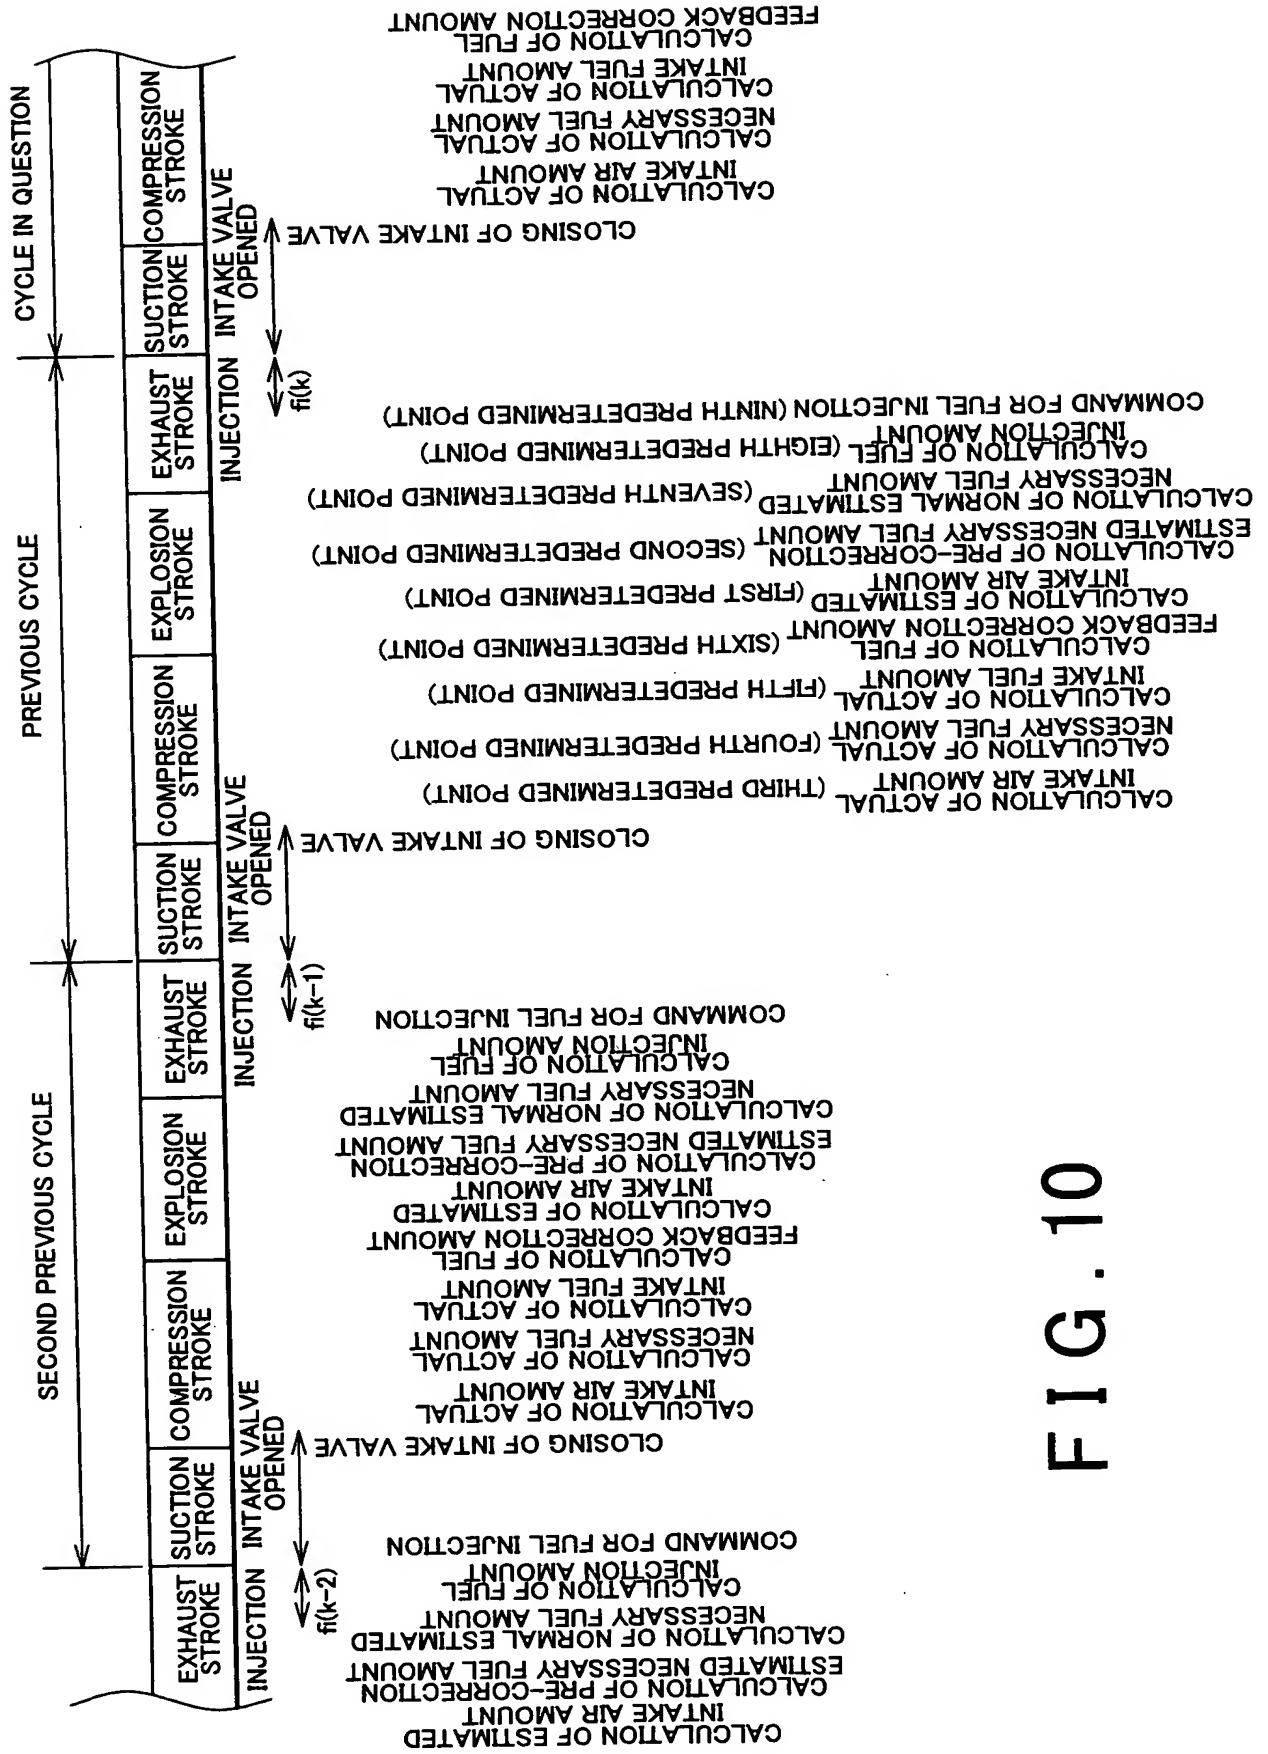 SECOND PREVIOUS CYCLE
PREVIOUS CYCLE
CYCLE IN QUESTION
EXHAUST
STROKE
SUCTION
STROKE
COMPRESSION
STROKE
EXPLOSION
STROKE
EXHAUST
STROKE
SUCTION
STROKE
COMPRESSION
STROKE
EXPLOSION
STROKE
EXHAUST
STROKE
SUCTION
STROKE
COMPRESSION
STROKE
INJECTION
fi(k-2)
INTAKE VALVE
OPENED
INJECTION
fi(k-1)
INTAKE VALVE
OPENED
INJECTION
fi(k)
INTAKE VALVE
OPENED
CALCULATION OF ESTIMATED
INTAKE AIR AMOUNT
CALCULATION OF PRE-CORRECTION
ESTIMATED NECESSARY FUEL AMOUNT
CALCULATION OF NORMAL ESTIMATED
NECESSARY FUEL AMOUNT
CALCULATION OF FUEL
INJECTION AMOUNT
COMMAND FOR FUEL INJECTION
CLOSING OF INTAKE VALVE
CALCULATION OF ACTUAL
INTAKE AIR AMOUNT
CALCULATION OF ACTUAL
NECESSARY FUEL AMOUNT
CALCULATION OF ACTUAL
INTAKE FUEL AMOUNT
CALCULATION OF FUEL
FEEDBACK CORRECTION AMOUNT
CALCULATION OF ESTIMATED
INTAKE AIR AMOUNT
CALCULATION OF PRE-CORRECTION
ESTIMATED NECESSARY FUEL AMOUNT
CALCULATION OF NORMAL ESTIMATED
NECESSARY FUEL AMOUNT
CALCULATION OF FUEL
INJECTION AMOUNT
COMMAND FOR FUEL INJECTION
CLOSING OF INTAKE VALVE
CALCULATION OF ACTUAL
INTAKE AIR AMOUNT
(THIRD PREDETERMINED POINT)
CALCULATION OF ACTUAL
NECESSARY FUEL AMOUNT
(FOURTH PREDETERMINED POINT)
CALCULATION OF ACTUAL
INTAKE FUEL AMOUNT
(FIFTH PREDETERMINED POINT)
CALCULATION OF FUEL
FEEDBACK CORRECTION AMOUNT
(SIXTH PREDETERMINED POINT)
CALCULATION OF ESTIMATED
INTAKE AIR AMOUNT
(FIRST PREDETERMINED POINT)
CALCULATION OF PRE-CORRECTION
ESTIMATED NECESSARY FUEL AMOUNT
(SECOND PREDETERMINED POINT)
CALCULATION OF NORMAL ESTIMATED
NECESSARY FUEL AMOUNT
(SEVENTH PREDETERMINED POINT)
CALCULATION OF FUEL
INJECTION AMOUNT
(EIGHTH PREDETERMINED POINT)
COMMAND FOR FUEL INJECTION (NINTH PREDETERMINED POINT)
CLOSING OF INTAKE VALVE
CALCULATION OF ACTUAL
INTAKE AIR AMOUNT
CALCULATION OF ACTUAL
NECESSARY FUEL AMOUNT
CALCULATION OF ACTUAL
INTAKE FUEL AMOUNT
CALCULATION OF FUEL
FEEDBACK CORRECTION AMOUNT
FIG. 10